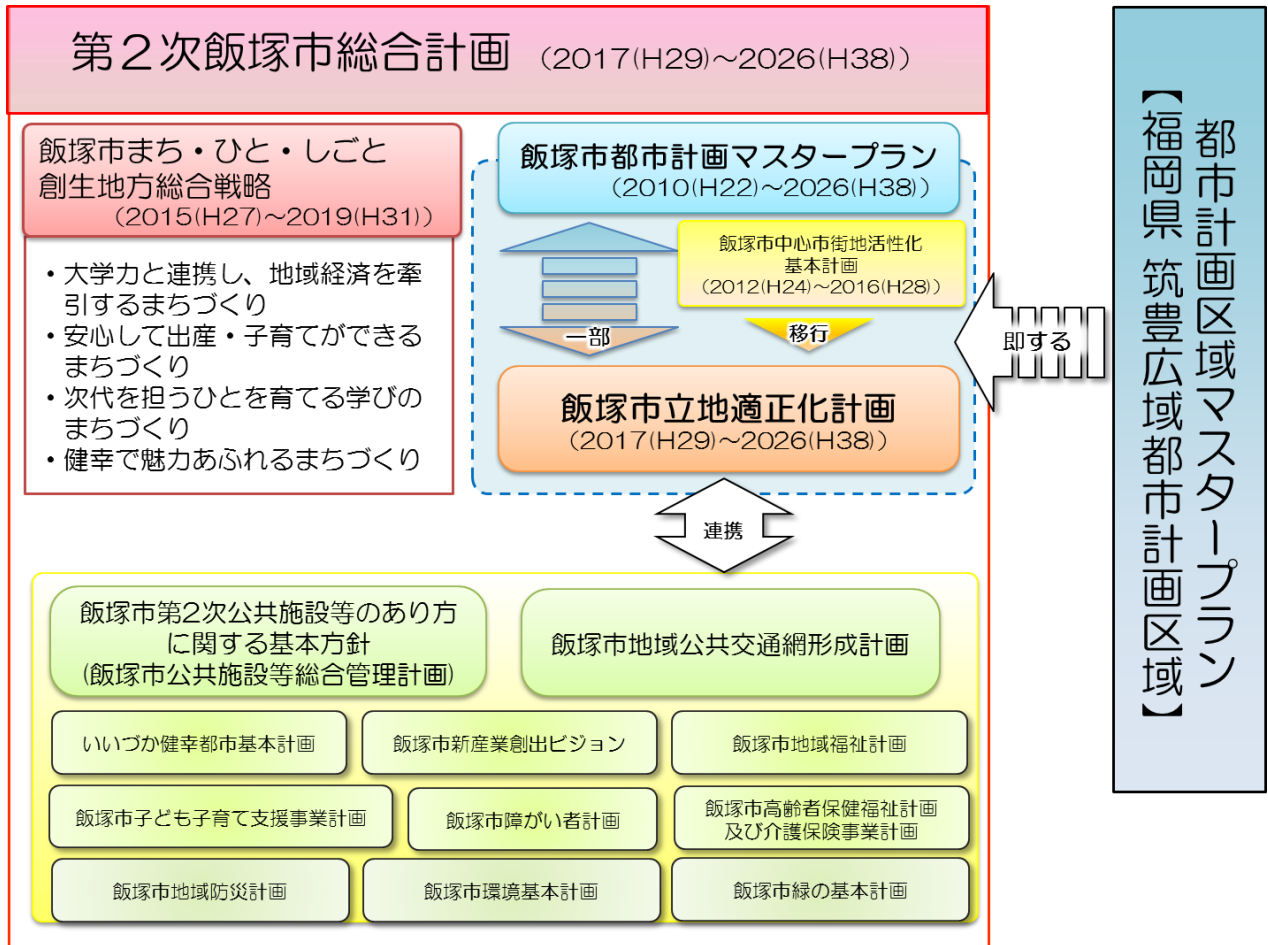 第２次飯塚市総合計画 （2017(H29)～2026(H38)）
飯塚市まち・ひと・しごと
創生地方総合戦略
（2015(H27)～2019(H31)）
・大学力と連携し、地域経済を牽
引するまちづくり
・安心して出産・子育てができる
まちづくり
・次代を担うひとを育てる学びの
まちづくり
・健幸で魅力あふれるまちづくり
飯塚市都市計画マスタープラン
（2010(H22)～2026(H38)）
飯塚市中心市街地活性化
基本計画
（2012(H24)～2016(H28)）
一部
移行
飯塚市立地適正化計画
（2017(H29)～2026(H38)）
即する
都市計画区域マスタープラン
【福岡県 筑豊広域都市計画区域】
連携
飯塚市第2次公共施設等のあり方
に関する基本方針
(飯塚市公共施設等総合管理計画)
飯塚市地域公共交通網形成計画
いいづか健幸都市基本計画
飯塚市新産業創出ビジョン
飯塚市地域福祉計画
飯塚市子ども子育て支援事業計画
飯塚市障がい者計画
飯塚市高齢者保健福祉計画
及び介護保険事業計画
飯塚市地域防災計画
飯塚市環境基本計画
飯塚市緑の基本計画